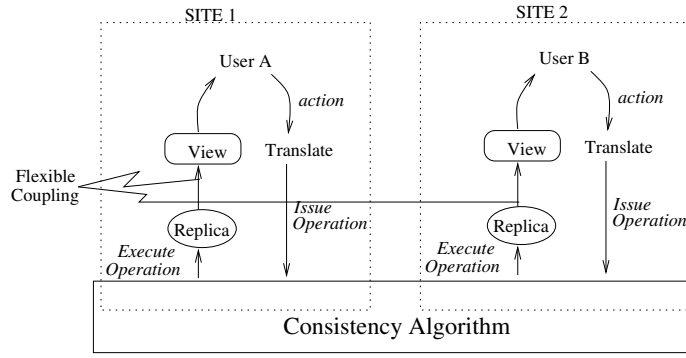 SITE 1
SITE 2
User A
action
View
Translate
Flexible
Coupling
Replica
Issue
Operation
Execute
Operation
User B
action
View
Translate
Replica
Issue
Operation
Execute
Operation
Consistency Algorithm